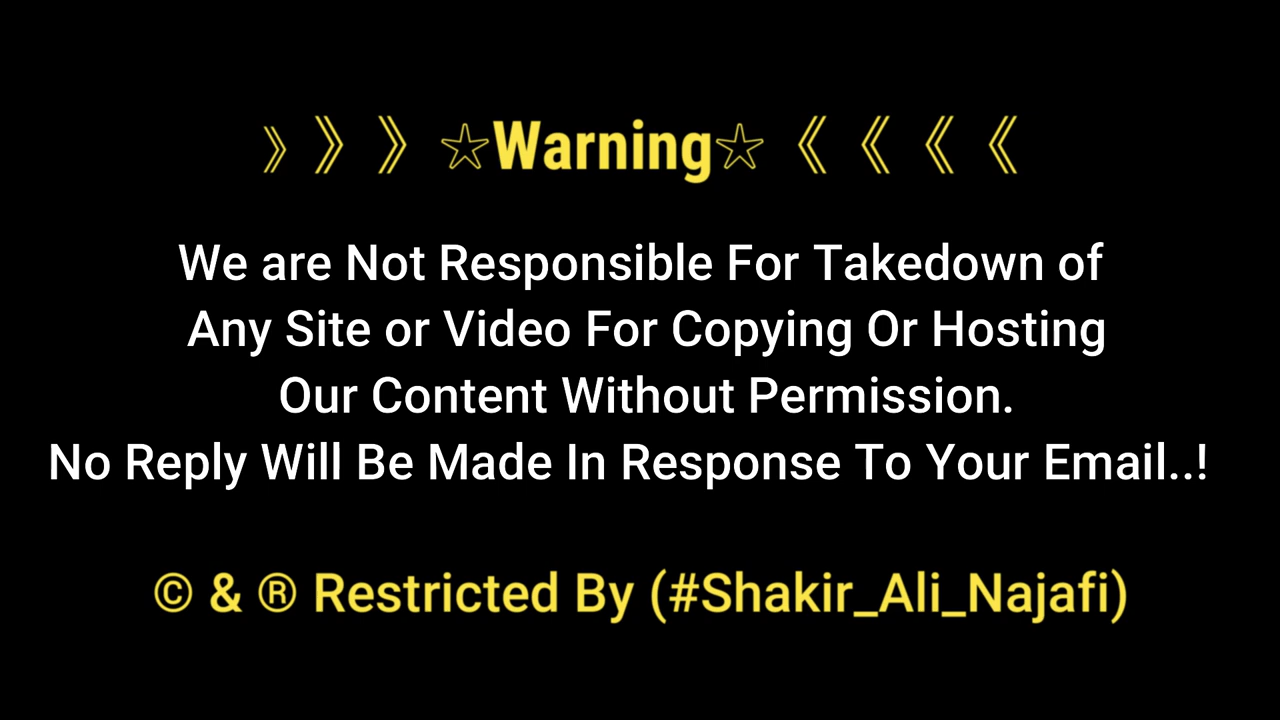 》》》☆Warning☆《《《《
We are Not Responsible For Takedown of
Any Site or Video For Copying Or Hosting
Our Content Without Permission.
No Reply Will Be Made In Response To Your Email..!
© & ® Restricted By (#Shakir_Ali_Najafi)